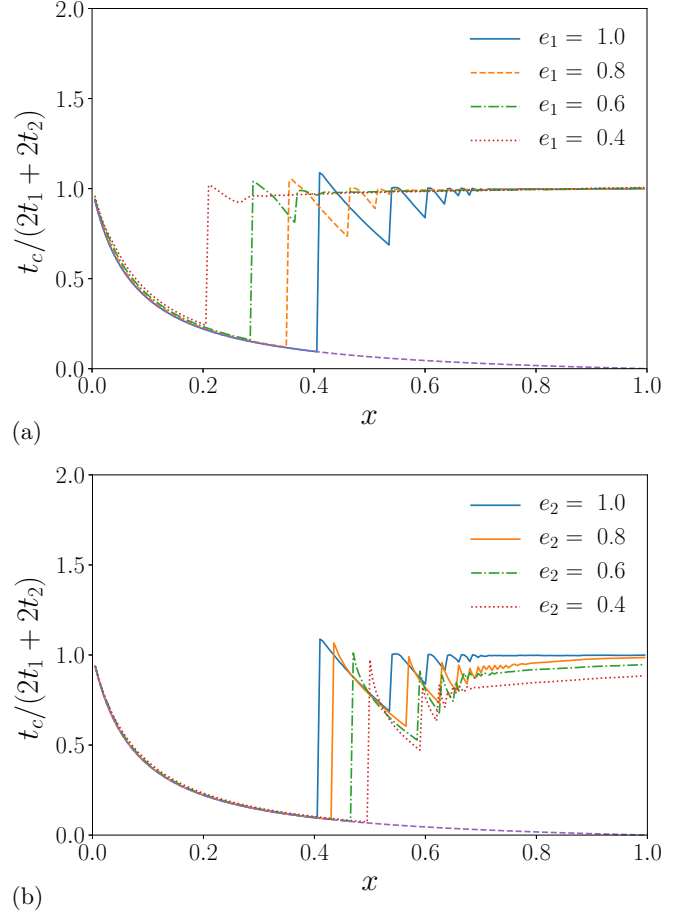 2.0
1.5
1.0
0.5
0.0
t_c/(2t_1 + 2t_2)
e_1 = 1.0
e_1 = 0.8
e_1 = 0.6
e_1 = 0.4
0.0 0.2 0.4 0.6 0.8 1.0
x
(a)
2.0
1.5
1.0
0.5
0.0
t_c/(2t_1 + 2t_2)
e_2 = 1.0
e_2 = 0.8
e_2 = 0.6
e_2 = 0.4
0.0 0.2 0.4 0.6 0.8 1.0
x
(b)